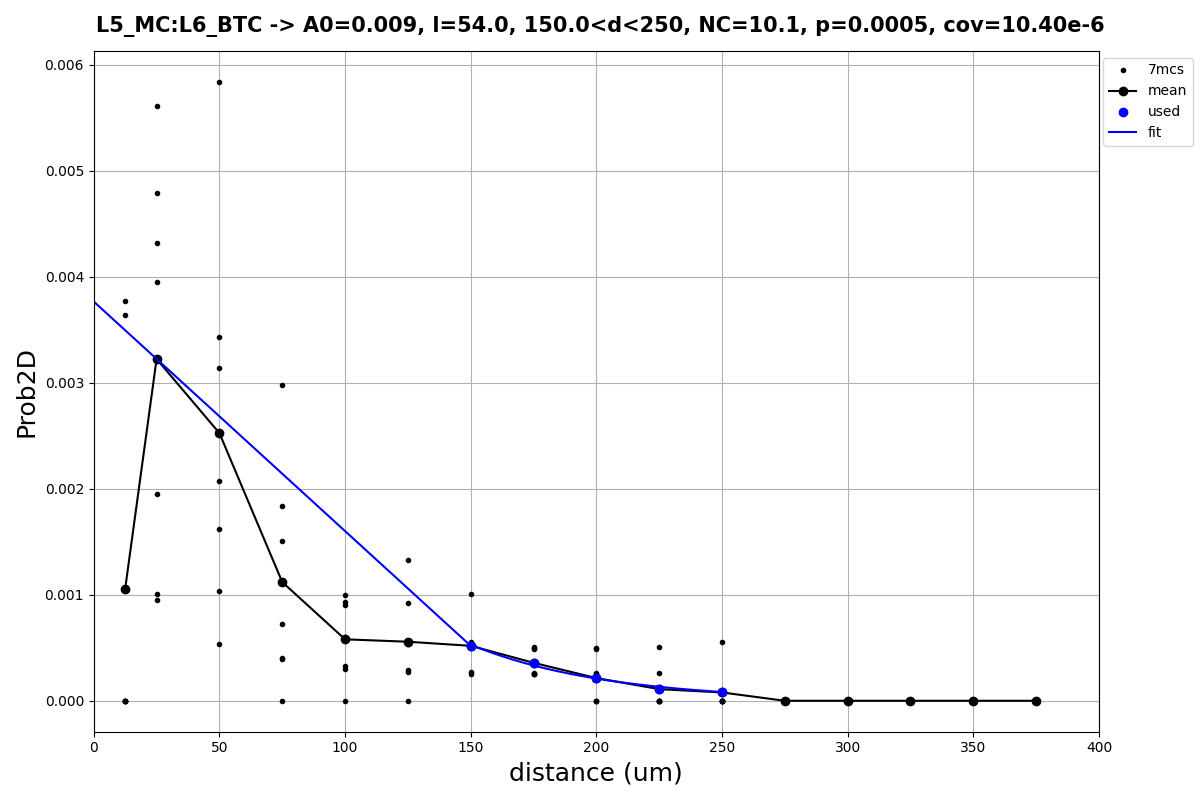 L5_MC:L6_BTC -> A0=0.009, l=54.0, 150.0<d<250, NC=10.1, p=0.0005, cov=10.40e-6
0.006
0.005
0.004
0.003
0.002
0.001
0.000
Prob2D
0 50 100 150 200 250 300 350 400
distance (um)
7mcs
mean
used
fit